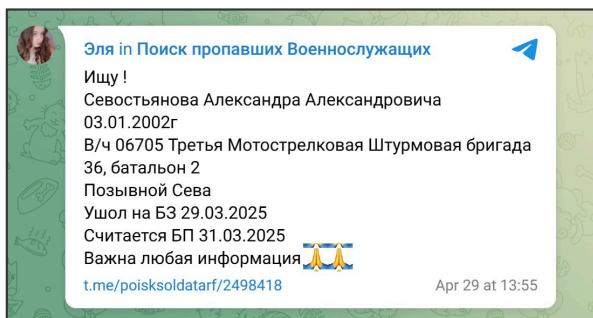 Эля in Поиск пропавших Военнослужащих
Ищу !
Севостьянова Александра Александровича
03.01.2002г
В/ч 06705 Третья Мотострелковая Штурмовая бригада
36, батальон 2
Позывной Сева
Ушол на БЗ 29.03.2025
Считается БП 31.03.2025
Важна любая информация🙏🙏
t.me/poisksoldatarf/2498418 Apr 29 at 13:55